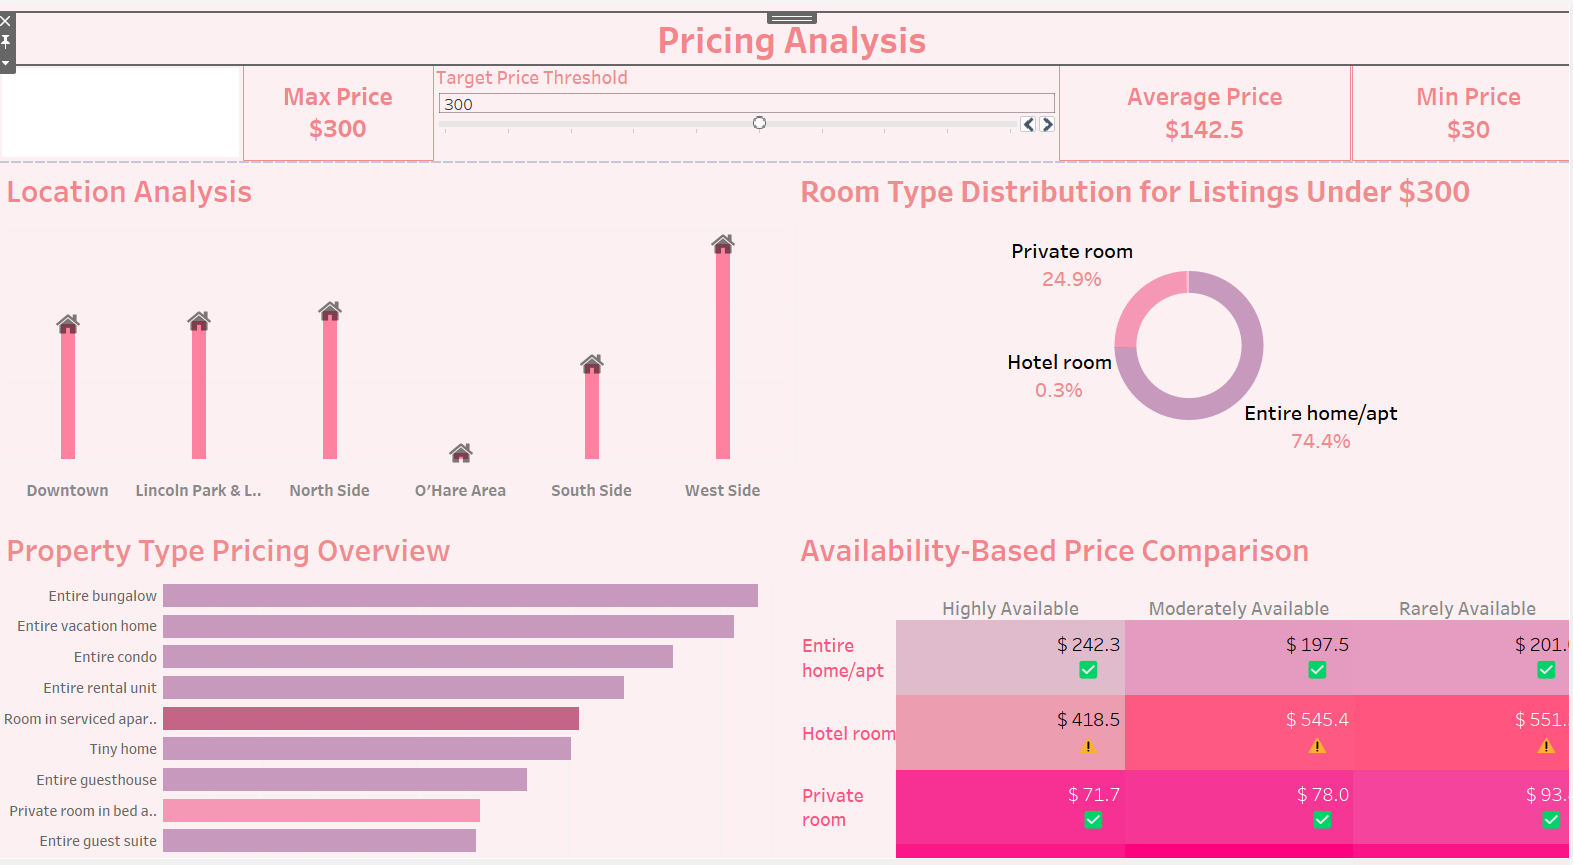 Pricing Analysis
Max Price
$300
Target Price Threshold
300
Average Price
$142.5
Min Price
$30
Location Analysis
Downtown
Lincoln Park & L..
North Side
O'Hare Area
South Side
West Side
Room Type Distribution for Listings Under $300
Private room
24.9%
Hotel room
0.3%
Entire home/apt
74.4%
Property Type Pricing Overview
Entire bungalow
Entire vacation home
Entire condo
Entire rental unit
Room in serviced apar..
Tiny home
Entire guesthouse
Private room in bed a..
Entire guest suite
Availability-Based Price Comparison
Highly Available Moderately Available Rarely Available
Entire
home/apt
$ 242.3 $ 197.5 $ 201.
Hotel room
$ 418.5 $ 545.4 $ 551.
Private
room
$ 71.7 $ 78.0 $ 93.